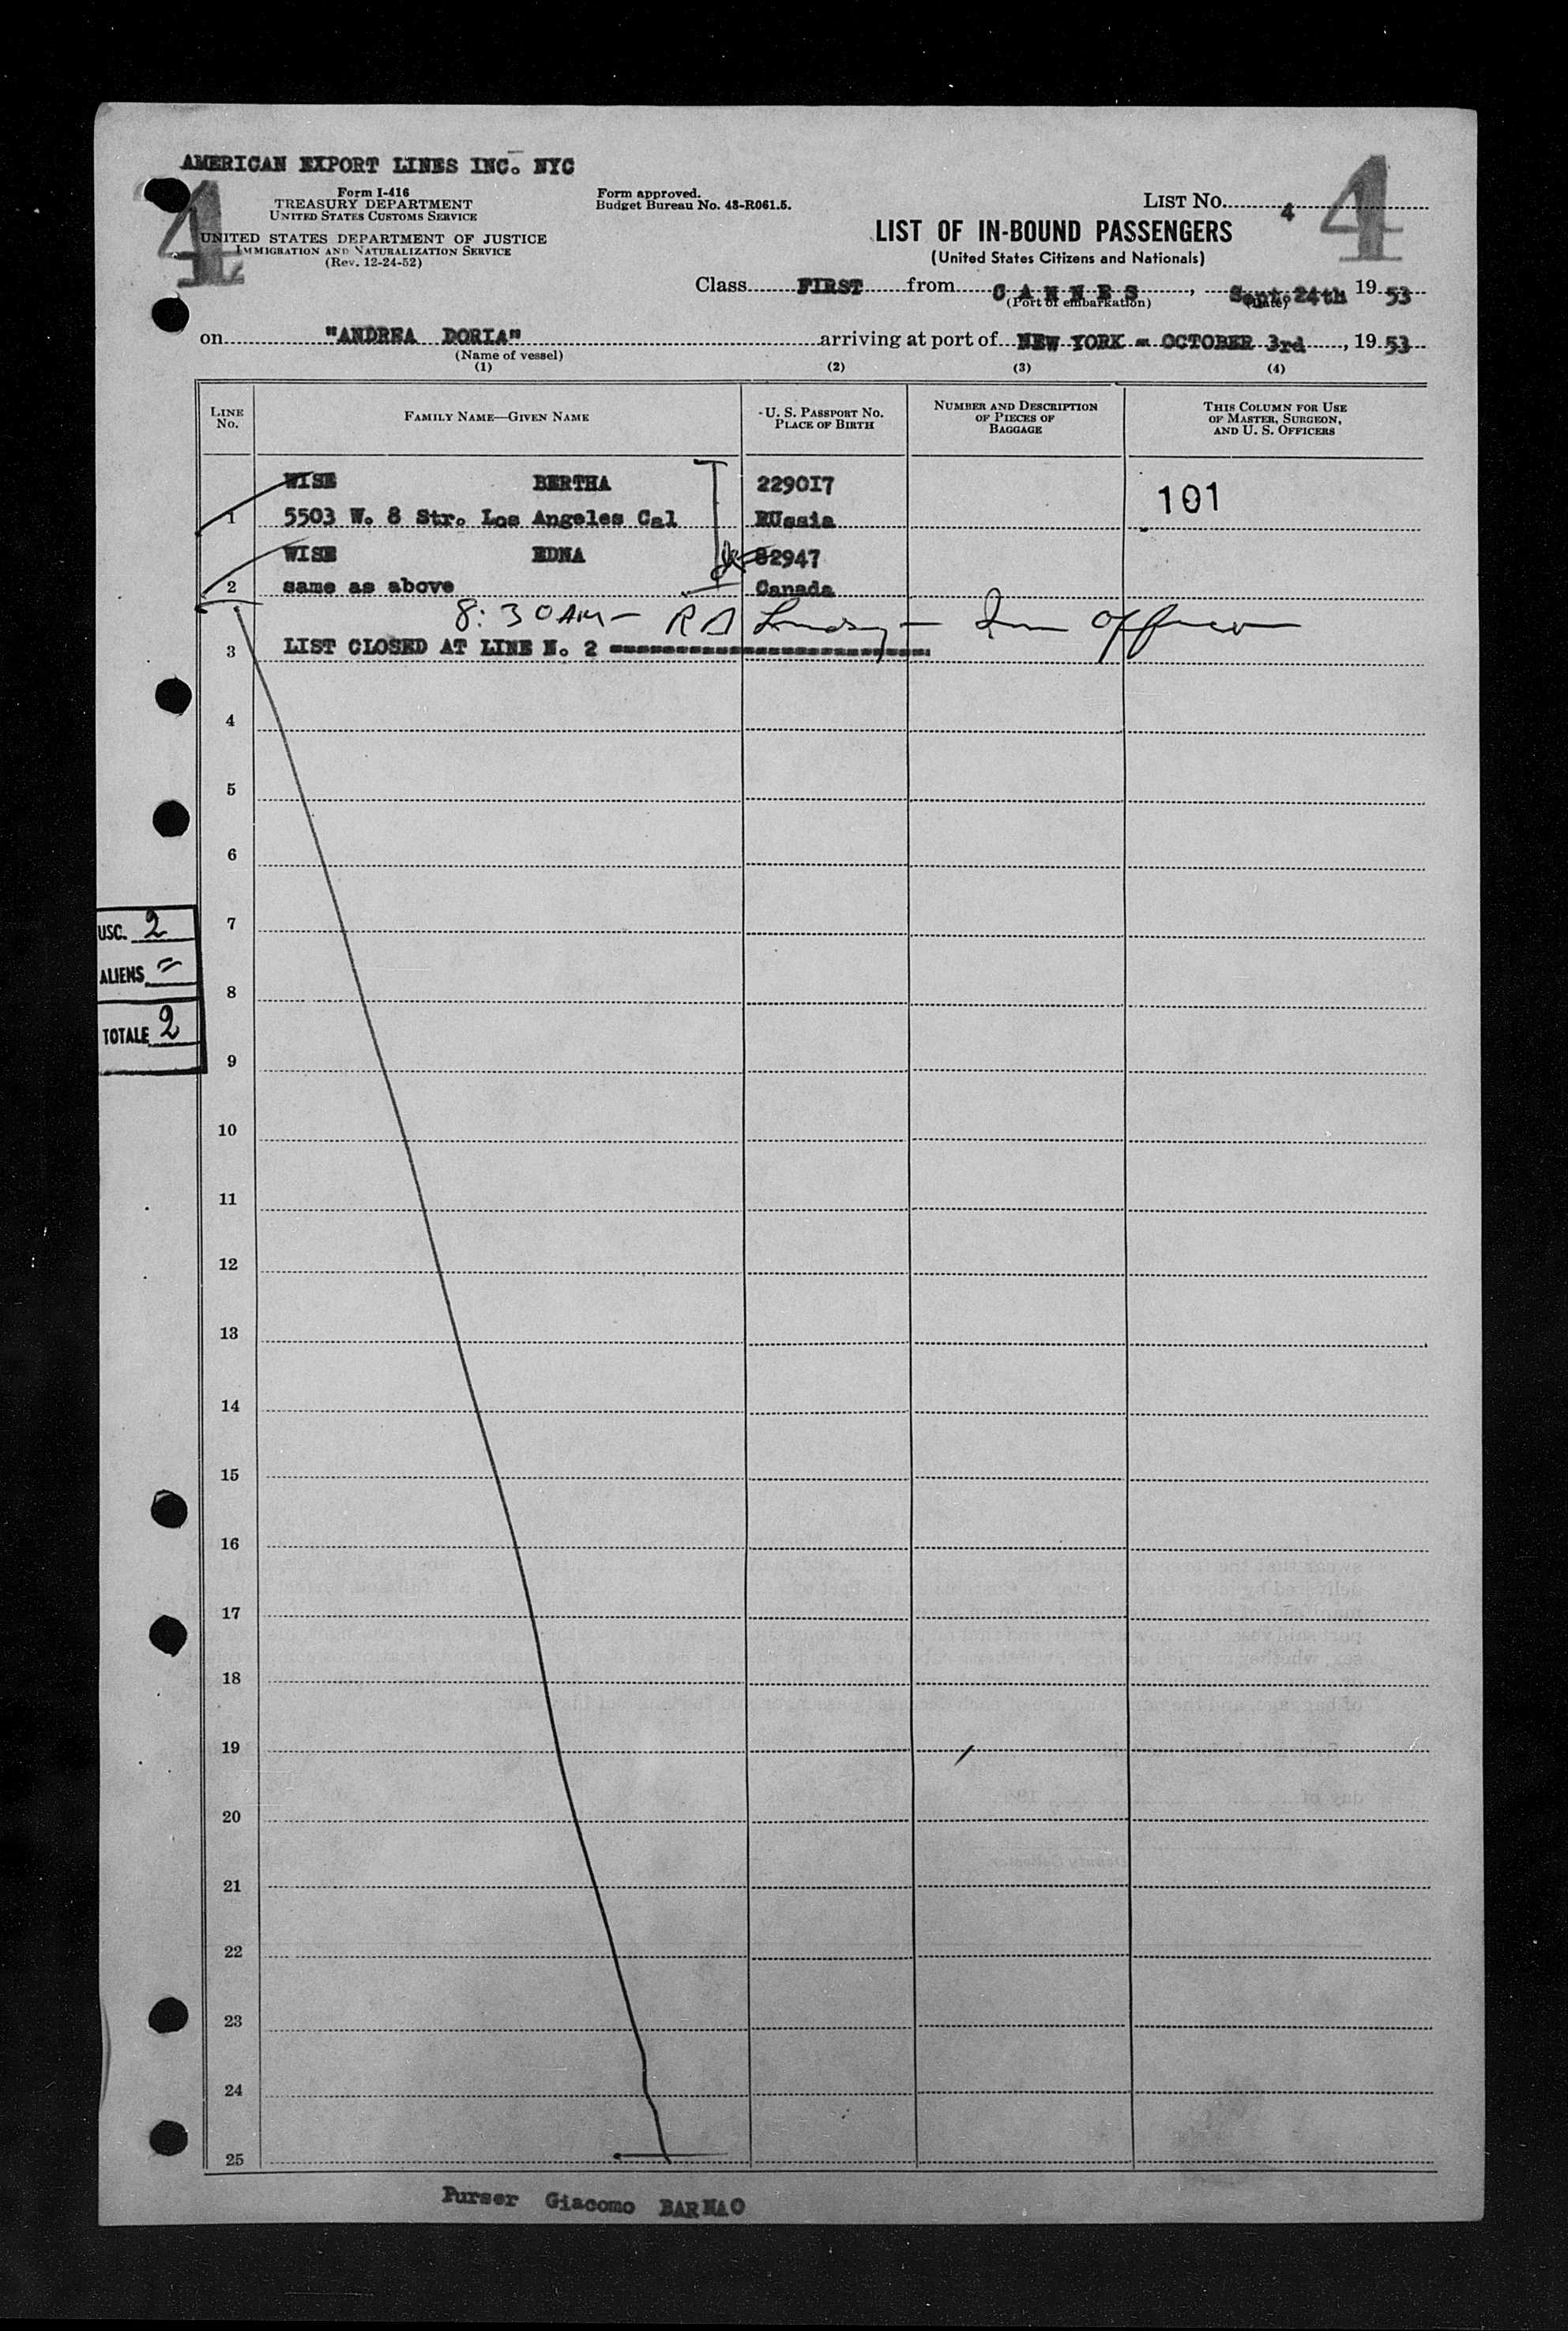 AMERICAN EXPORT LINES INC. NYC
4
Form I-416
TREASURY DEPARTMENT
UNITED STATES CUSTOMS SERVICE
UNITED STATES DEPARTMENT OF JUSTICE
IMMIGRATION AND NATURALIZATION SERVICE
(Rev. 12-24-52)
Form approved.
Budget Bureau No. 43-R061.5.
LIST No. 4
4
LIST OF IN-BOUND PASSENGERS
(United States Citizens and Nationals)
Class FIRST from C A N N E S, Sept. 24th 19 53
(Port of embarkation) (Date)
on "ANDREA DORIA" arriving at port of NEW YORK - OCTOBER 3rd, 19 53
(Name of vessel)
(1) (2) (3) (4)
LINE No. FAMILY NAME—GIVEN NAME U. S. PASSPORT NO. PLACE OF BIRTH NUMBER AND DESCRIPTION OF PIECES OF BAGGAGE THIS COLUMN FOR USE OF MASTER, SURGEON, AND U. S. OFFICERS
WISE BERTHA 229017 101
1 5503 W. 8 Str. Los Angeles Cal RUssia
WISE EDNA 82947
2 same as above Canada
8:30 AM - R D - Officer
3 LIST CLOSED AT LINE N. 2
4
5
6
7
USC. 2
ALIENS =
8
TOTALE 2
9
10
11
12
13
14
15
16
17
18
19
20
21
22
23
24
25
Purser Giacomo BARNAO